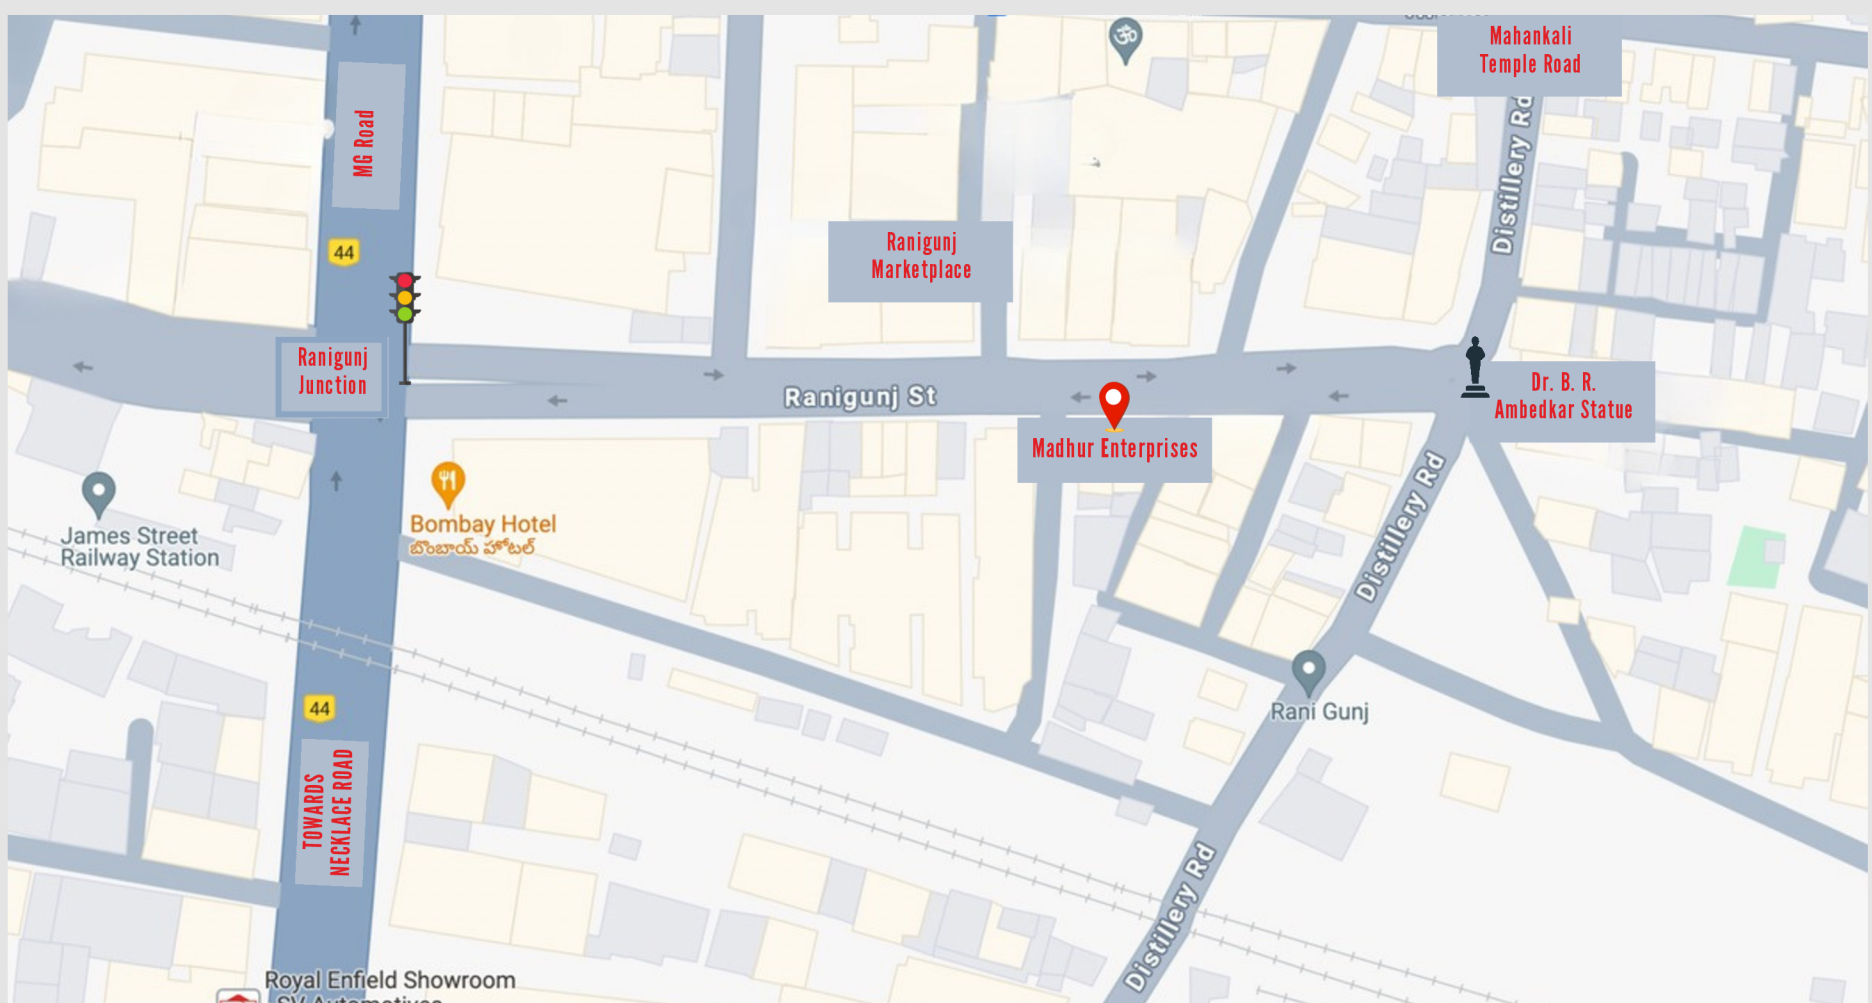 Mahankali
Temple Road
MG Road
Distillery Rd
44
Ranigunj
Marketplace
Ranigunj
Junction
Ranigunj St
Dr. B. R.
Ambedkar Statue
Madhur Enterprises
Bombay Hotel
బొంబాయ్ హోటల్
James Street
Railway Station
Distillery Rd
44
Rani Gunj
TOWARDS
NECKLACE ROAD
Distillery Rd
Royal Enfield Showroom
SV Automotives